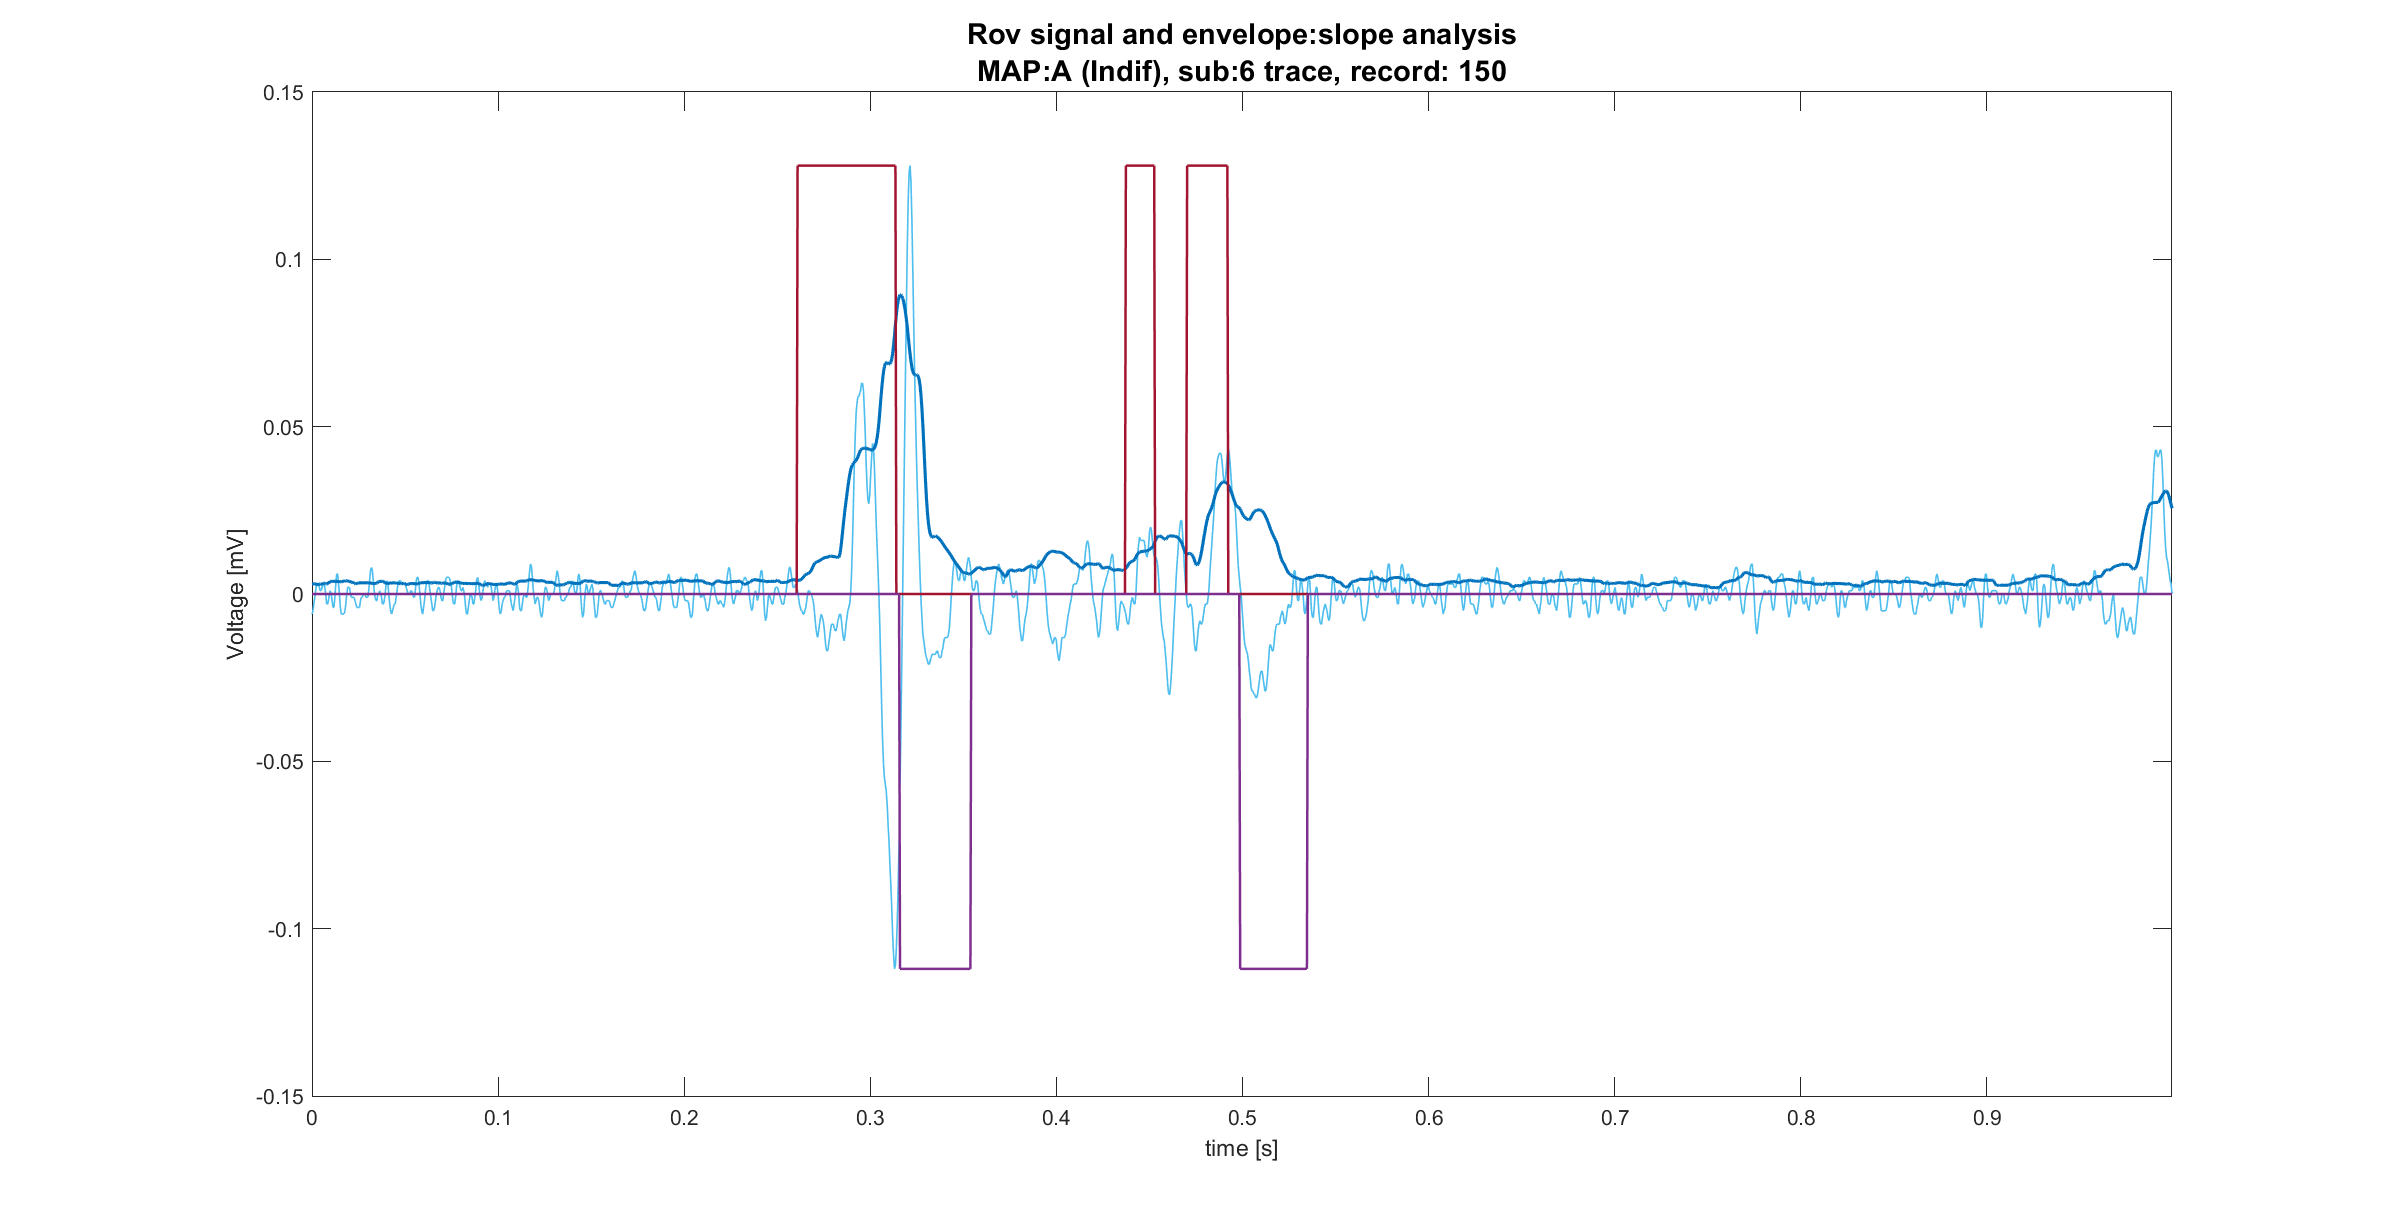 Rov signal and envelope:slope analysis
MAP:A (Indif), sub:6 trace, record: 150
0.15
0.1
0.05
0
-0.05
-0.1
-0.15
Voltage [mV]
0 0.1 0.2 0.3 0.4 0.5 0.6 0.7 0.8 0.9
time [s]